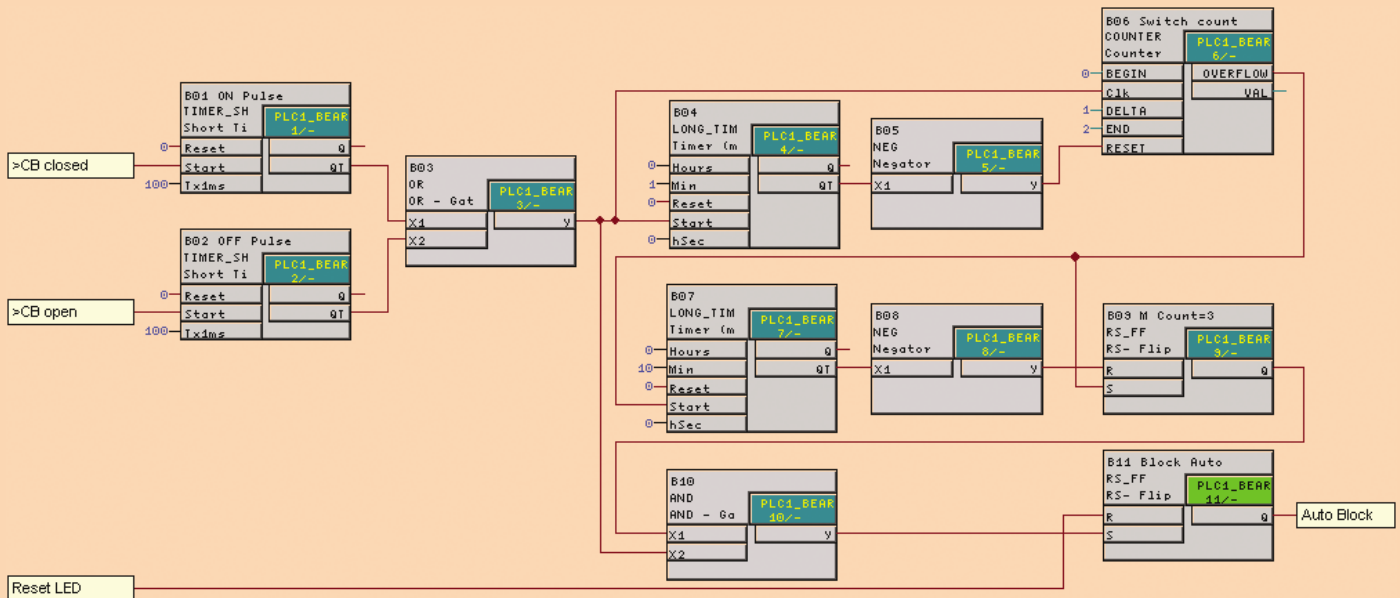 B01 ON Pulse
TIMER_SH
Short Ti
PLC1_BEAR
1/-
0
Reset
Q
>CB closed
Start
QT
100
Tx1ms
B02 OFF Pulse
TIMER_SH
Short Ti
PLC1_BEAR
2/-
0
Reset
Q
>CB open
Start
QT
100
Tx1ms
B03
OR
OR - Gat
PLC1_BEAR
3/-
X1
Y
X2
B04
LONG_TIM
Timer (m
PLC1_BEAR
4/-
0
Hours
Q
1
Min
QT
0
Reset
Start
0
hSec
B05
NEG
Negator
PLC1_BEAR
5/-
X1
Y
B06 Switch count
COUNTER
Counter
PLC1_BEAR
6/-
0
BEGIN
OVERFLOW
Clk
VAL
1
DELTA
2
END
RESET
B07
LONG_TIM
Timer (m
PLC1_BEAR
7/-
0
Hours
Q
10
Min
QT
0
Reset
Start
0
hSec
B08
NEG
Negator
PLC1_BEAR
8/-
X1
Y
B09 M Count=3
RS_FF
RS- Flip
PLC1_BEAR
9/-
R
Q
S
B10
AND
AND - Ga
PLC1_BEAR
10/-
X1
Y
X2
B11 Block Auto
RS_FF
RS- Flip
PLC1_BEAR
11/-
R
Q
S
Auto Block
Reset LED